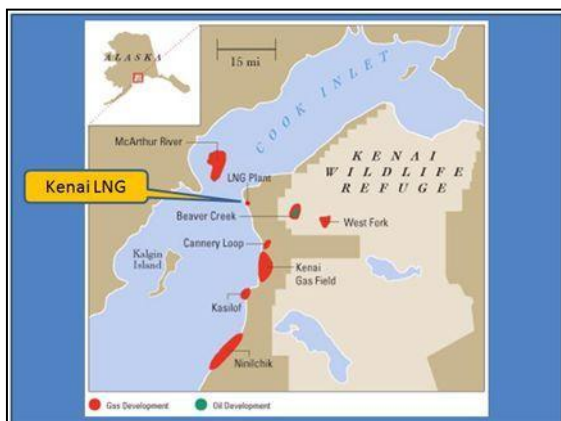 ALASKA
15 mi
COOK INLET
McArthur River
KENAI
WILDLIFE
REFUGE
LNG Plant
Kenai LNG
Beaver Creek
West Fork
Cannery Loop
Kalgin
Island
Kenai
Gas Field
Kasilof
Ninilchik
Gas Development
Oil Development